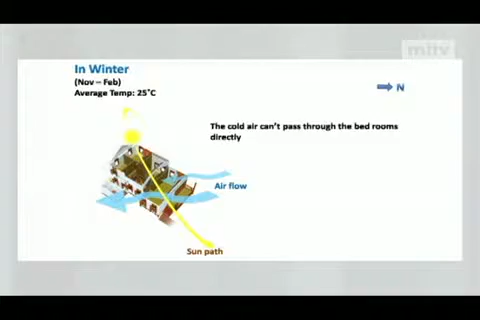 mitv
In Winter
(Nov – Feb)
Average Temp: 25˚C
N
The cold air can't pass through the bed rooms
directly
Air flow
Sun path